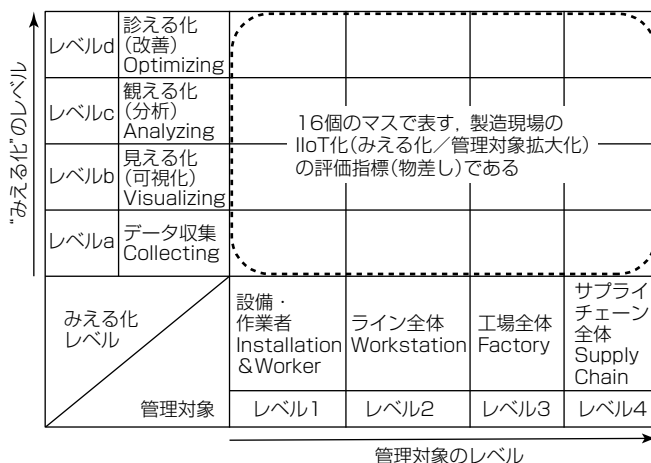 “みえる化”のレベル
レベルd
診える化
(改善)
Optimizing
レベルc
観える化
(分析)
Analyzing
レベルb
見える化
(可視化)
Visualizing
レベルa
データ収集
Collecting
16個のマスで表す，製造現場の
IIoT化(みえる化／管理対象拡大化)
の評価指標(物差し)である
みえる化
レベル
管理対象
設備・
作業者
Installation
&Worker
ライン全体
Workstation
工場全体
Factory
サプライ
チェーン
全体
Supply
Chain
レベル1
レベル2
レベル3
レベル4
管理対象のレベル